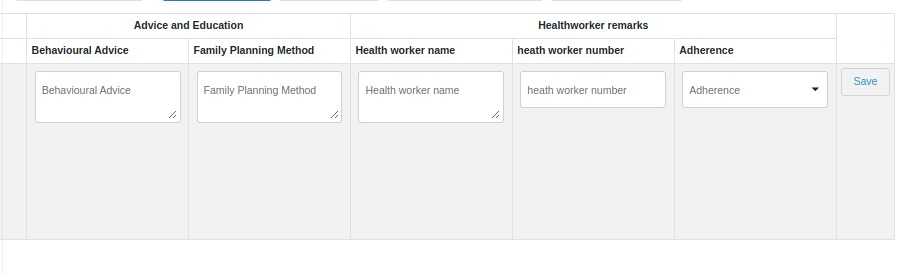 Advice and Education Healthworker remarks
Behavioural Advice Family Planning Method Health worker name heath worker number Adherence
Behavioural Advice Family Planning Method Health worker name heath worker number Adherence Save